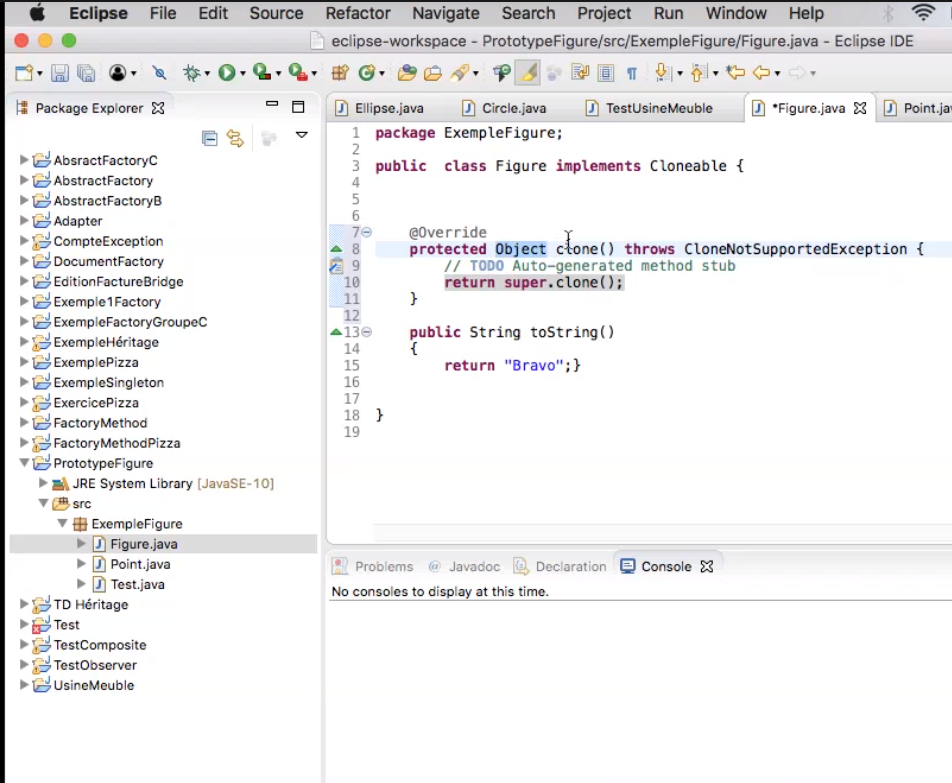 Eclipse File Edit Source Refactor Navigate Search Project Run Window Help
eclipse-workspace - PrototypeFigure/src/ExempleFigure/Figure.java - Eclipse IDE
Package Explorer
Ellipse.java Circle.java TestUsineMeuble *Figure.java Point.ja
AbsractFactoryC
AbstractFactory
AbstractFactoryB
Adapter
CompteException
DocumentFactory
EditionFactureBridge
Exemple1Factory
ExempleFactoryGroupeC
ExempleHéritage
ExemplePizza
ExempleSingleton
ExercicePizza
FactoryMethod
FactoryMethodPizza
PrototypeFigure
JRE System Library [JavaSE-10]
src
ExempleFigure
Figure.java
Point.java
Test.java
TD Héritage
Test
TestComposite
TestObserver
UsineMeuble
1 package ExempleFigure;
2
3 public  class Figure implements Cloneable {
4
5
6
7     @Override
8     protected Object clone() throws CloneNotSupportedException {
9         // TODO Auto-generated method stub
10         return super.clone();
11     }
12
13     public String toString()
14     {
15         return "Bravo";}
16
17
18 }
19
Problems @ Javadoc Declaration Console
No consoles to display at this time.